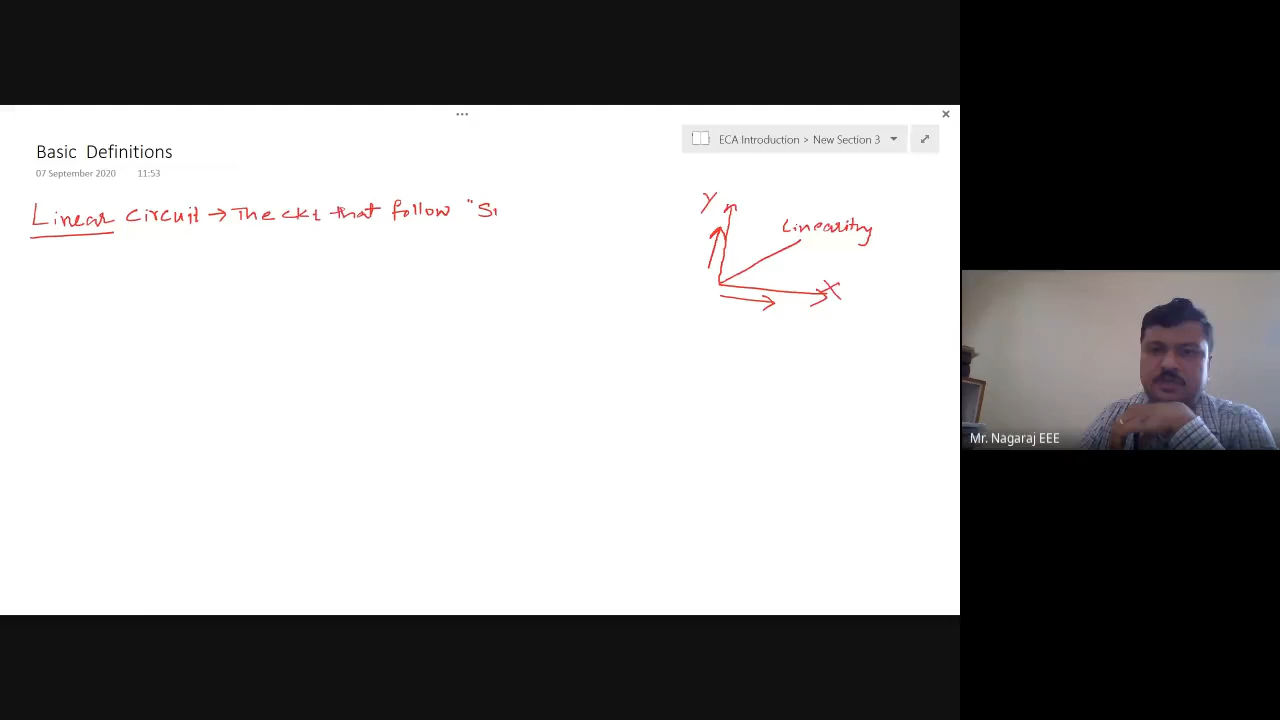 ECA Introduction > New Section 3
Basic Definitions
07 September 2020 11:53
Linear circuit → The ckt that follow "Su
Y
Linearity
X
Mr. Nagaraj EEE